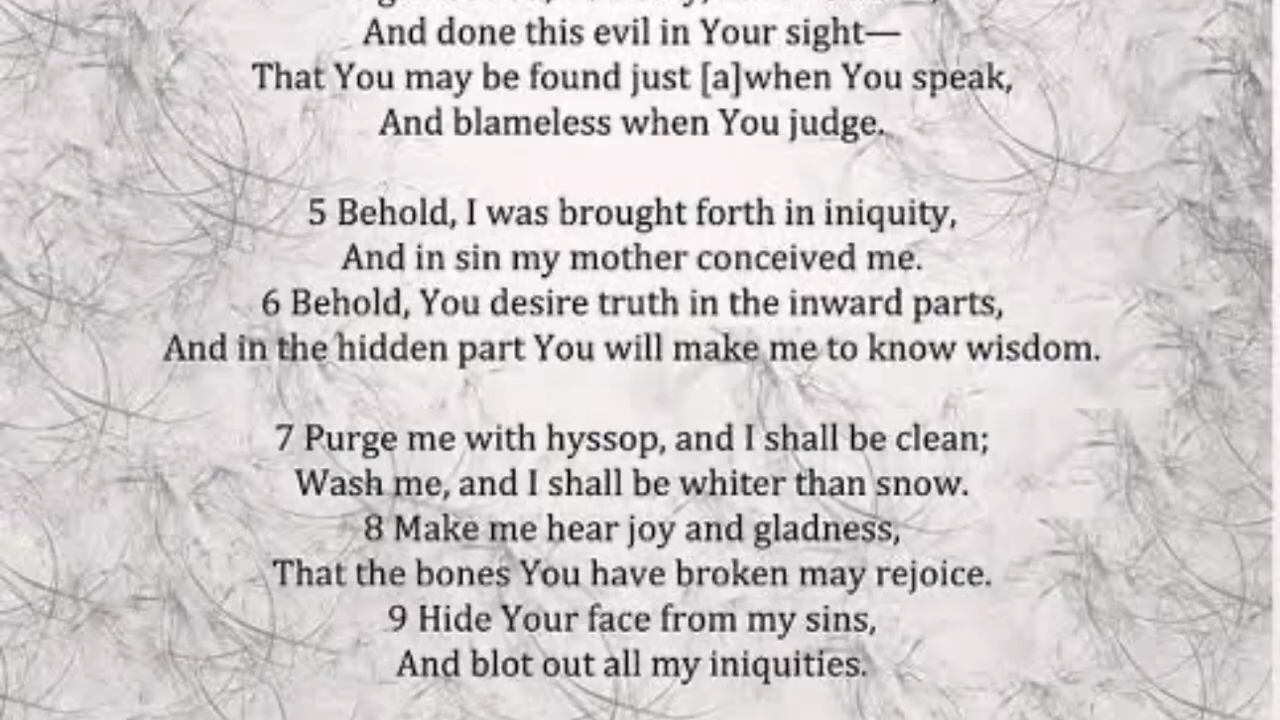 And done this evil in Your sight—
That You may be found just [a]when You speak,
And blameless when You judge.
5 Behold, I was brought forth in iniquity,
And in sin my mother conceived me.
6 Behold, You desire truth in the inward parts,
And in the hidden part You will make me to know wisdom.
7 Purge me with hyssop, and I shall be clean;
Wash me, and I shall be whiter than snow.
8 Make me hear joy and gladness,
That the bones You have broken may rejoice.
9 Hide Your face from my sins,
And blot out all my iniquities.